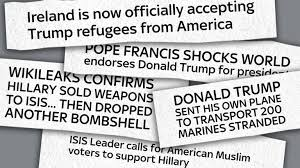 Ireland is now officially accepting
Trump refugees from America
POPE FRANCIS SHOCKS WORLD
endorses Donald Trump for president
WIKILEAKS CONFIRMS
HILLARY SOLD WEAPONS
TO ISIS... THEN DROPPED
ANOTHER BOMBSHELL
DONALD TRUMP
SENT HIS OWN PLANE
TO TRANSPORT 200
MARINES STRANDED
ISIS Leader calls for American Muslim
voters to support Hillary